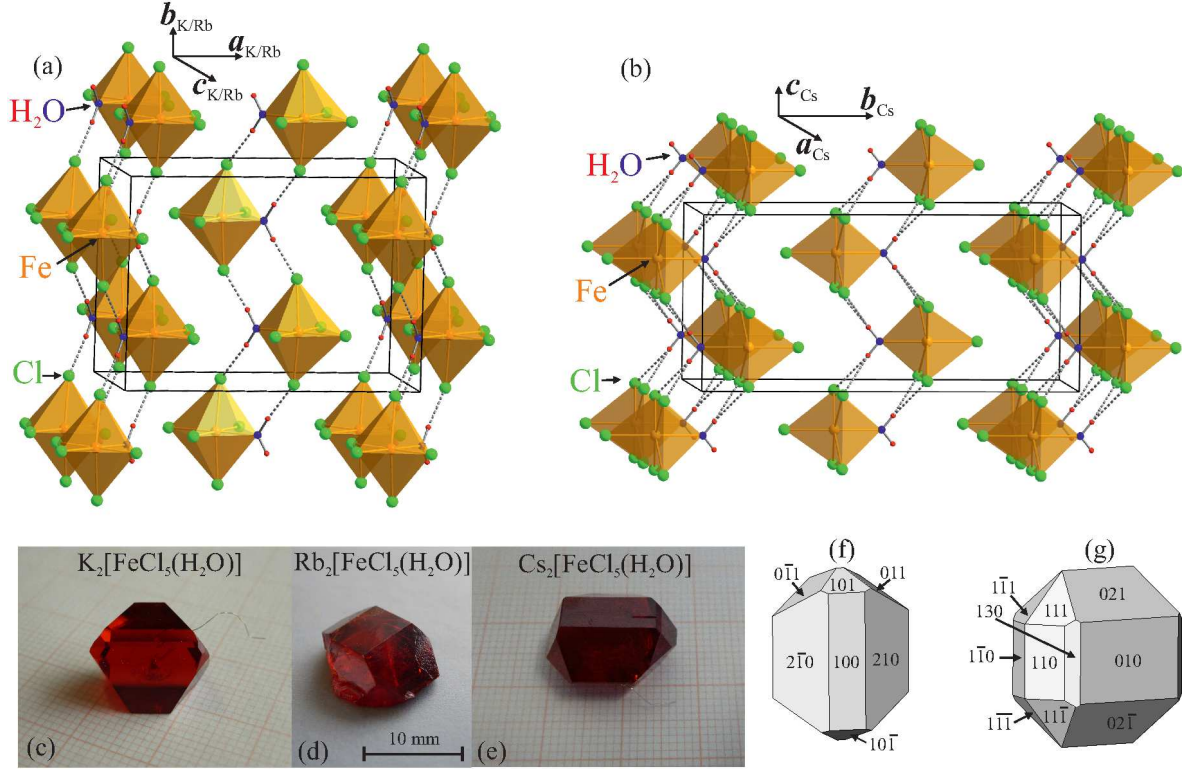 (a)
b K/Rb
a K/Rb
c K/Rb
H₂O
Fe
Cl
(b)
c Cs
b Cs
a Cs
H₂O
Fe
Cl
K₂[FeCl₅(H₂O)]
(c)
Rb₂[FeCl₅(H₂O)]
(d)
10 mm
Cs₂[FeCl₅(H₂O)]
(e)
(f)
01̅1
101
011
21̅0
100
210
101̅
(g)
11̅1
111
021
130
11̅0
110
010
11̅1̅
111̅
021̅